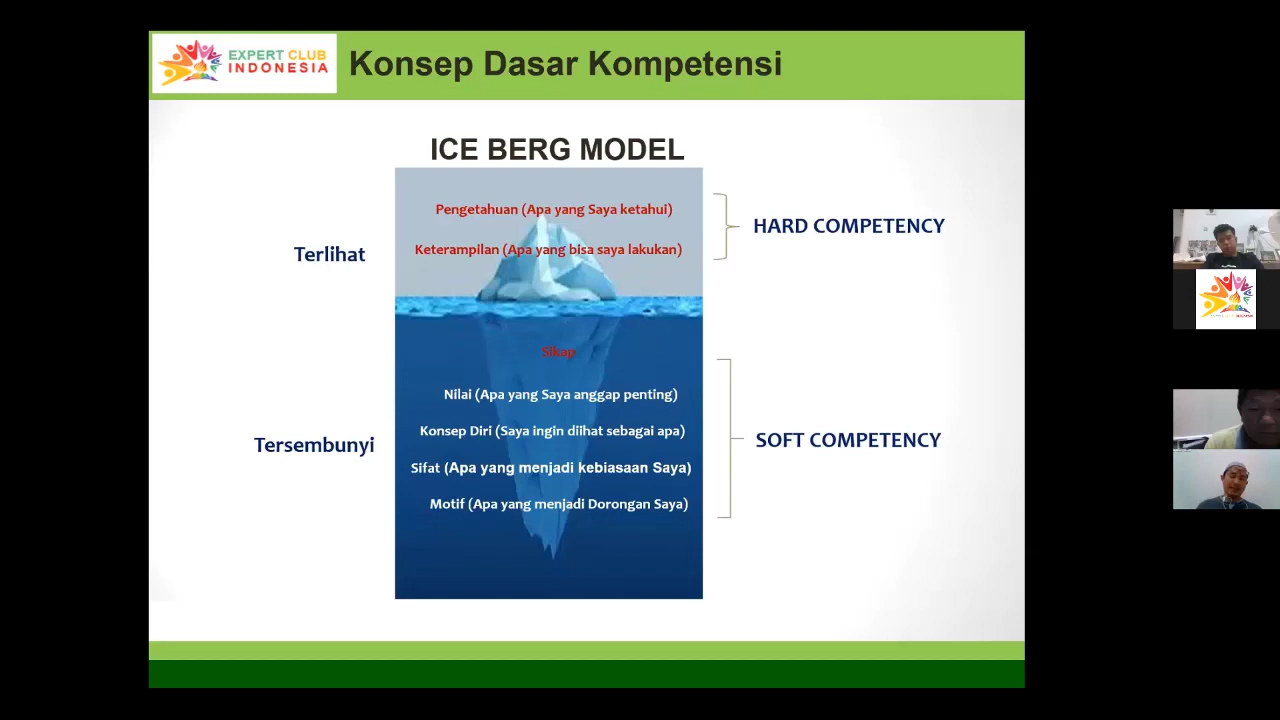 EXPERT CLUB
INDONESIA
Konsep Dasar Kompetensi
ICE BERG MODEL
Pengetahuan (Apa yang Saya ketahui)
Keterampilan (Apa yang bisa saya lakukan)
HARD COMPETENCY
Terlihat
Sikap
Nilai (Apa yang Saya anggap penting)
Konsep Diri (Saya ingin diihat sebagai apa)
Sifat (Apa yang menjadi kebiasaan Saya)
Motif (Apa yang menjadi Dorongan Saya)
Tersembunyi
SOFT COMPETENCY